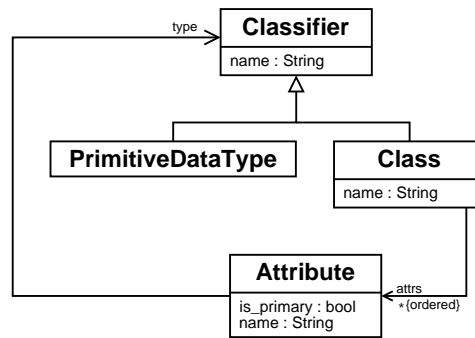 Classifier
type
name : String
PrimitiveDataType
Class
name : String
Attribute
attrs
*{ordered}
is_primary : bool
name : String